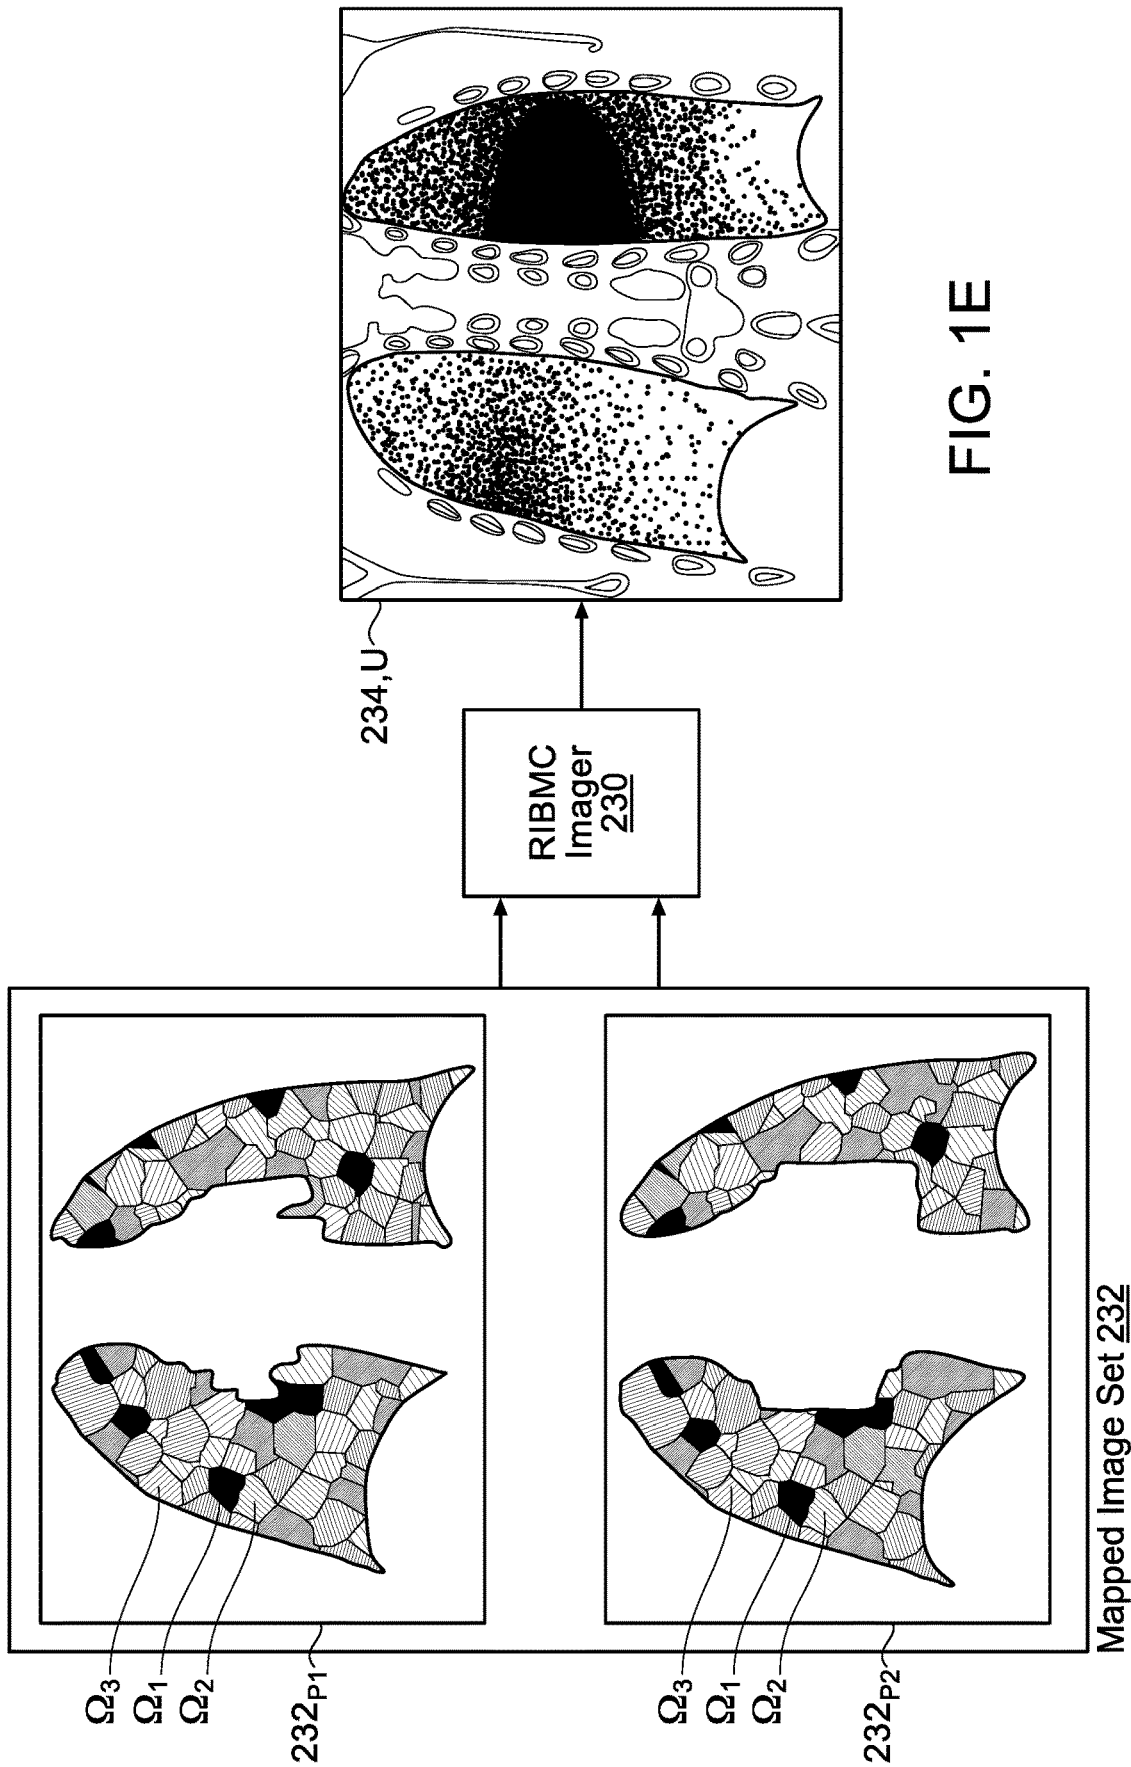 Ω3
Ω1
Ω2
232P1
Ω3
Ω1
Ω2
232P2
Mapped Image Set 232
RIBMC
Imager
230
234,U
FIG. 1E